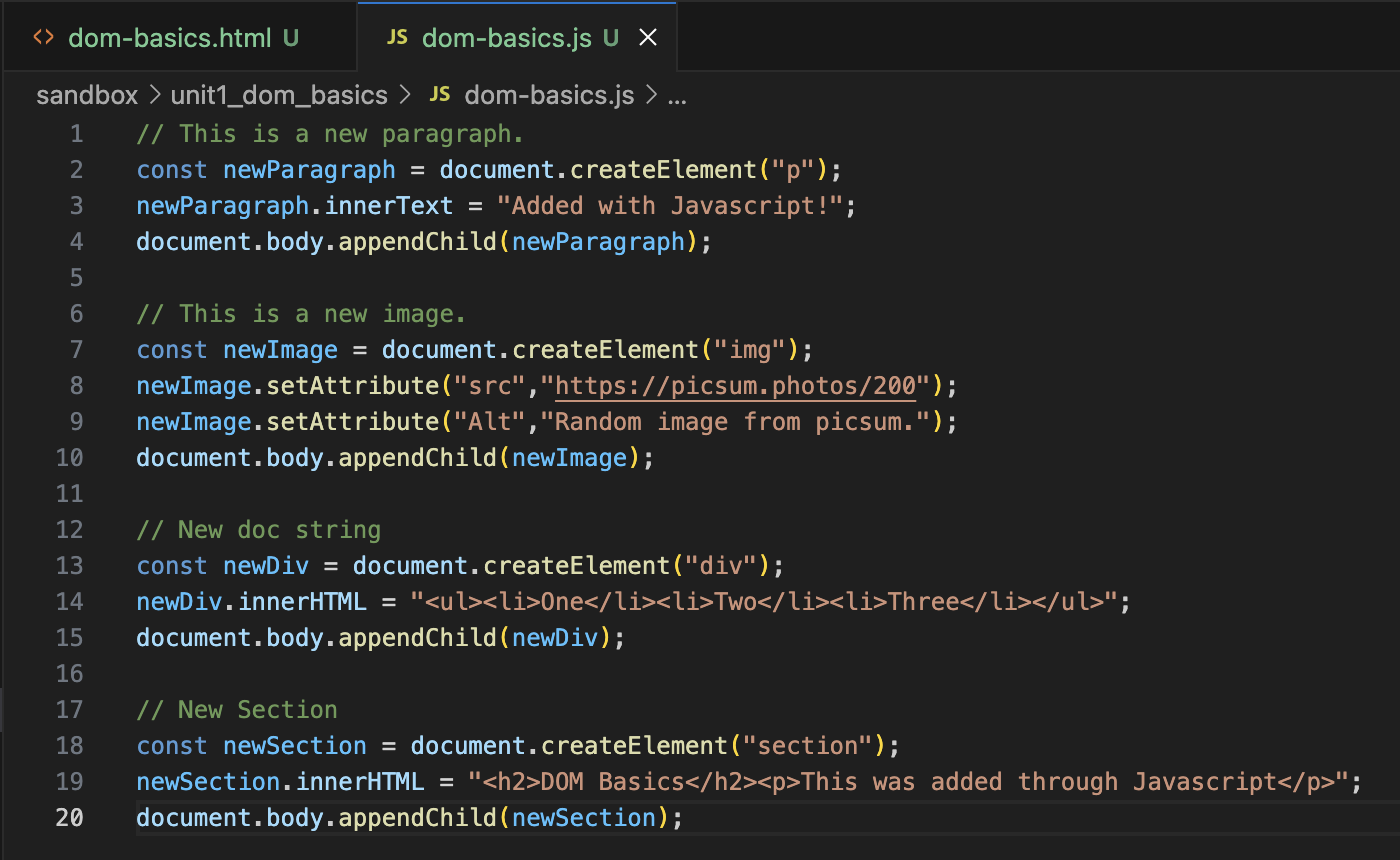 <> dom-basics.html U JS dom-basics.js U ×
sandbox > unit1_dom_basics > JS dom-basics.js > ...
1 // This is a new paragraph.
2 const newParagraph = document.createElement("p");
3 newParagraph.innerText = "Added with Javascript!";
4 document.body.appendChild(newParagraph);
5
6 // This is a new image.
7 const newImage = document.createElement("img");
8 newImage.setAttribute("src","https://picsum.photos/200");
9 newImage.setAttribute("Alt","Random image from picsum.");
10 document.body.appendChild(newImage);
11
12 // New doc string
13 const newDiv = document.createElement("div");
14 newDiv.innerHTML = "<ul><li>One</li><li>Two</li><li>Three</li></ul>";
15 document.body.appendChild(newDiv);
16
17 // New Section
18 const newSection = document.createElement("section");
19 newSection.innerHTML = "<h2>DOM Basics</h2><p>This was added through Javascript</p>";
20 document.body.appendChild(newSection);